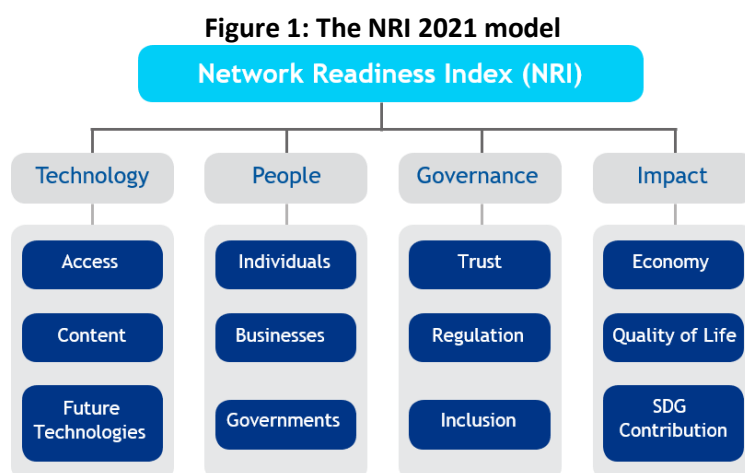 Figure 1: The NRI 2021 model
Network Readiness Index (NRI)
Technology
People
Governance
Impact
Access
Individuals
Trust
Economy
Content
Businesses
Regulation
Quality of Life
Future
Technologies
Governments
Inclusion
SDG
Contribution